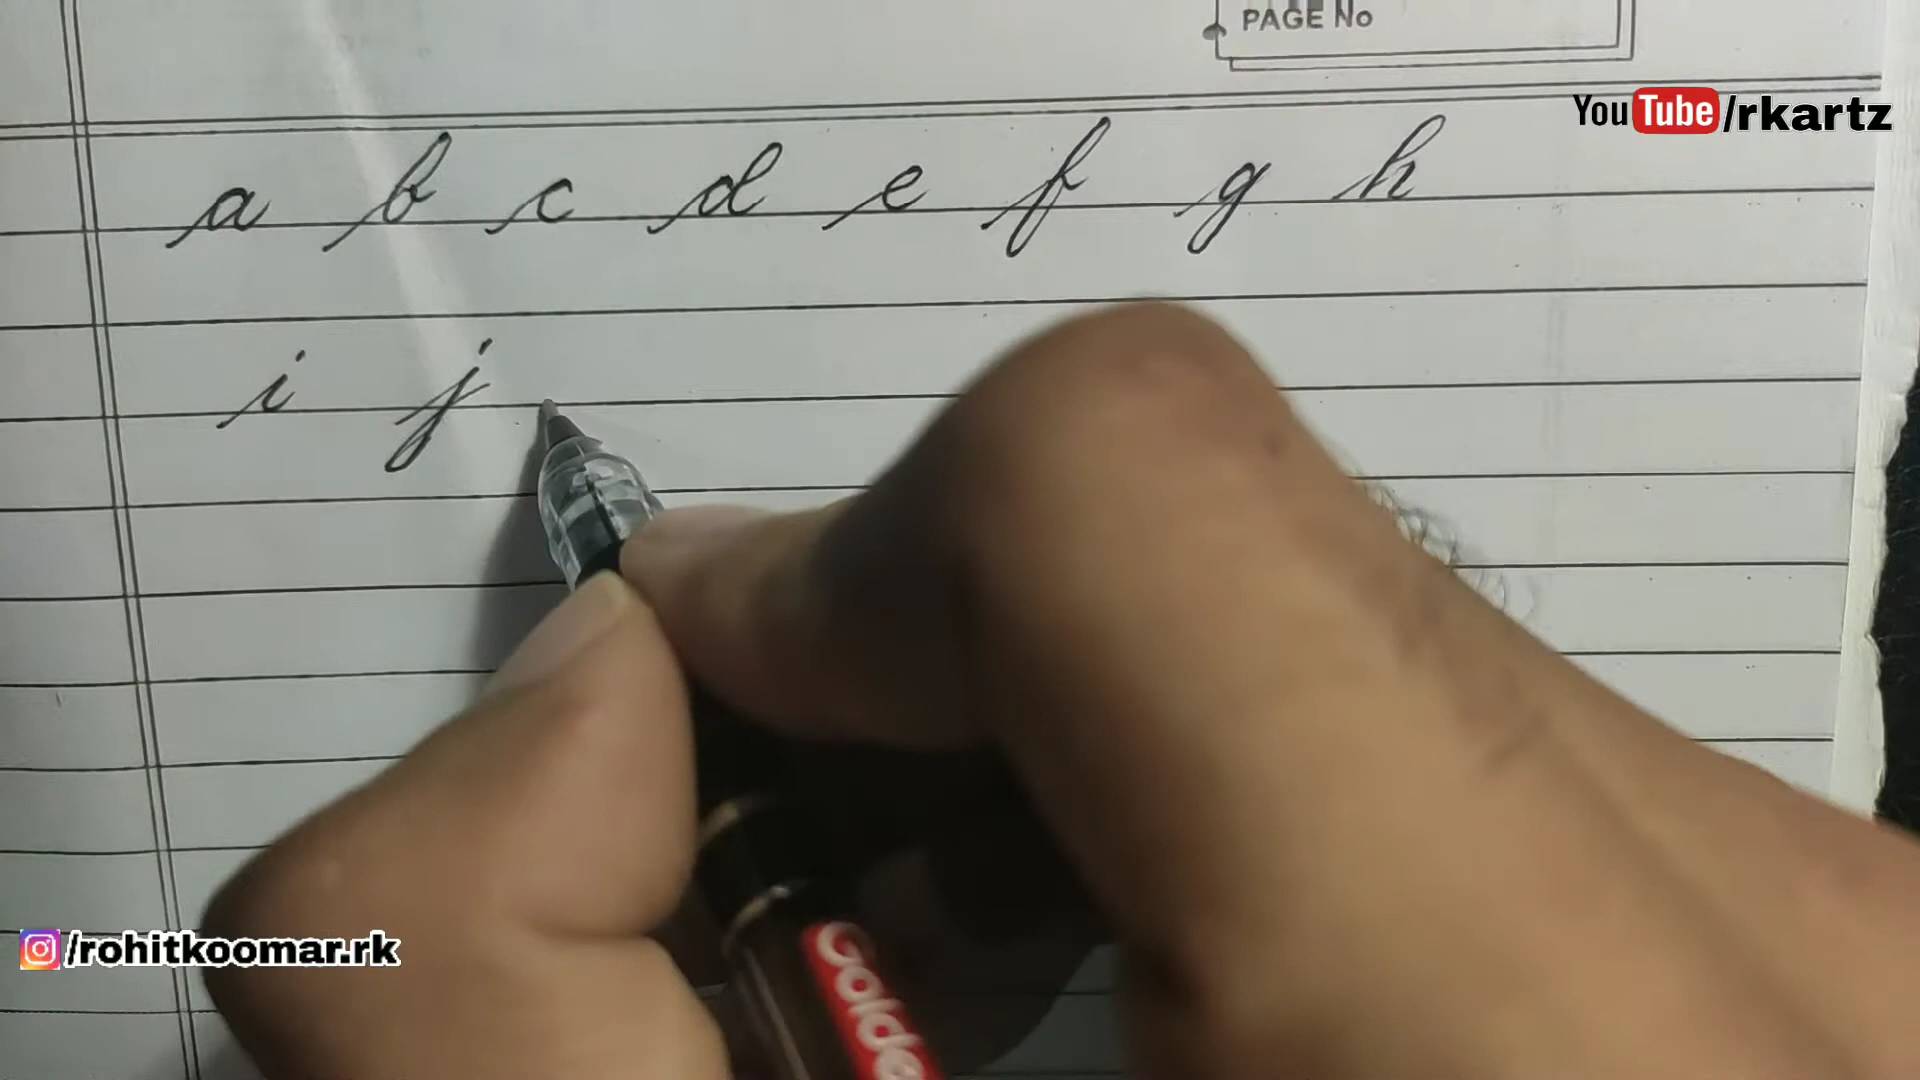 PAGE No
YouTube/rkartz
a b c d e f g h
i j
/rohitkoomar.rk